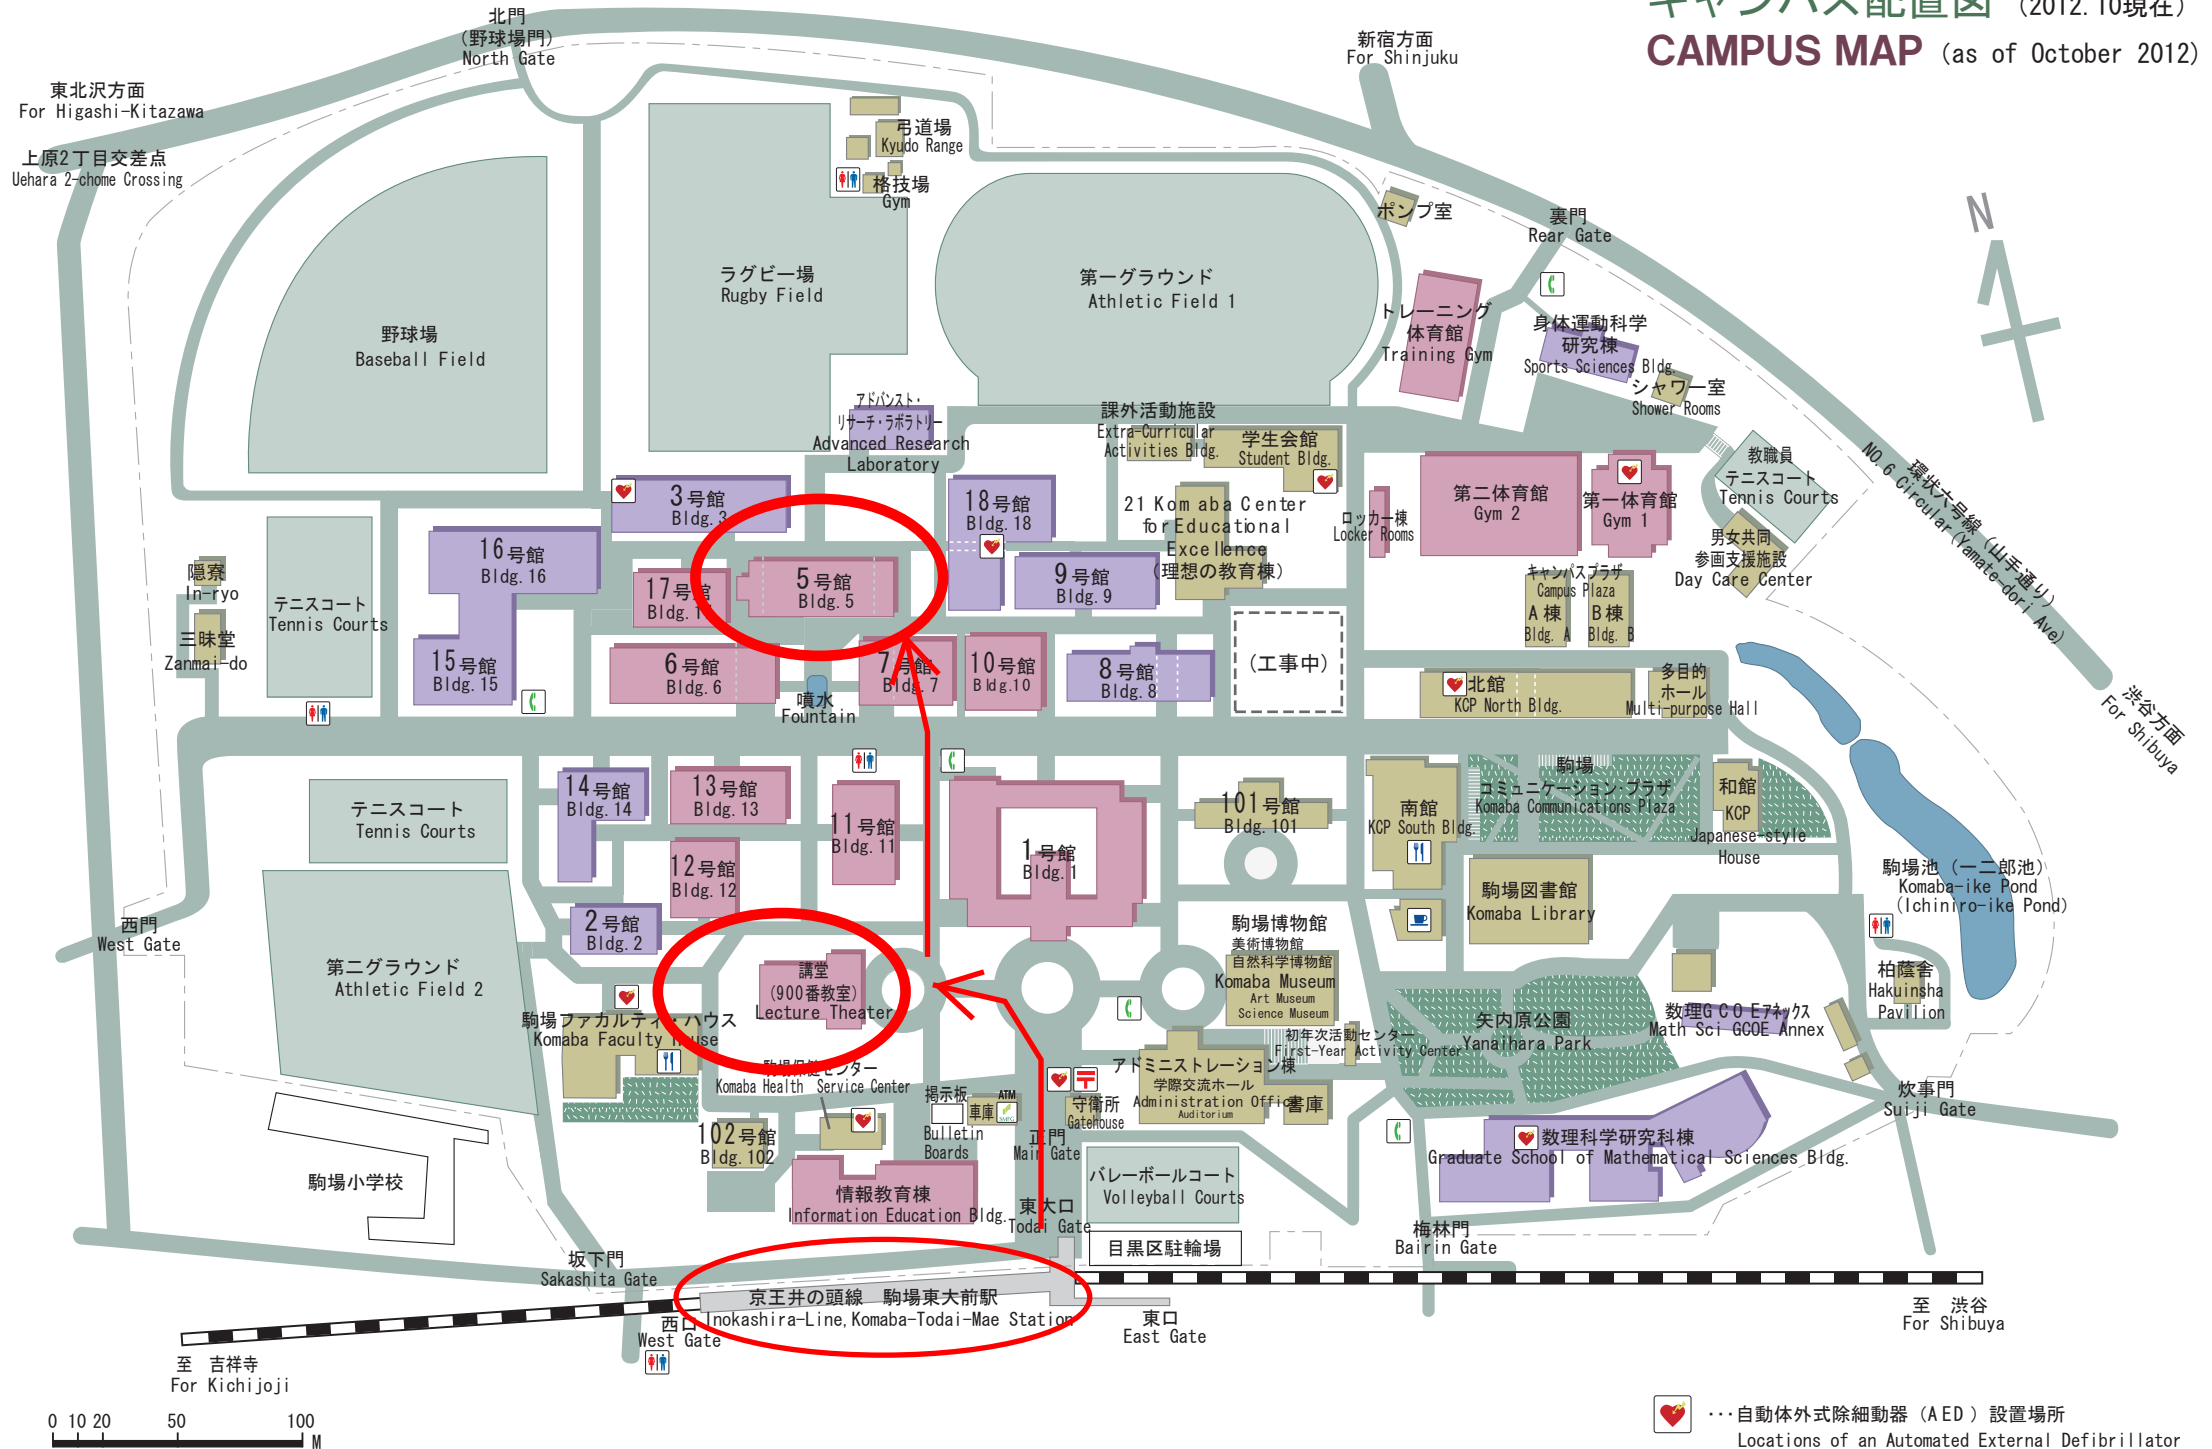 キャンパス配置図 (2012.10現在)
CAMPUS MAP (as of October 2012)
北門
(野球場門)
North Gate
新宿方面
For Shinjuku
東北沢方面
For Higashi-Kitazawa
上原2丁目交差点
Uehara 2-chome Crossing
弓道場
Kyudo Range
格技場
Gym
ポンプ室
裏門
Rear Gate
N
野球場
Baseball Field
ラグビー場
Rugby Field
第一グラウンド
Athletic Field 1
トレーニング
体育館
Training Gym
身体運動科学
研究棟
Sports Sciences Bldg.
シャワー室
Shower Rooms
アドバンスト・
リサーチ・ラボラトリー
Advanced Research
Laboratory
課外活動施設
Extra-Curricular
Activities Bldg.
学生会館
Student Bldg.
教職員
テニスコート
Tennis Courts
環状六号線(山手通り)
NO.6 Circular(Yamate-dori Ave)
3号館
Bldg.3
18号館
Bldg.18
21 Komaba Center
for Educational
Excellence
(理想の教育棟)
ロッカー棟
Locker Rooms
第二体育館
Gym 2
第一体育館
Gym 1
男女共同
参画支援施設
Day Care Center
16号館
Bldg.16
17号館
Bldg.1
5号館
Bldg.5
9号館
Bldg.9
キャンパスプラザ
Campus Plaza
A棟
Bldg. A
B棟
Bldg. B
隠寮
In-ryo
三昧堂
Zanmai-do
テニスコート
Tennis Courts
15号館
Bldg.15
6号館
Bldg.6
噴水
Fountain
7号館
Bldg.7
10号館
Bldg.10
8号館
Bldg.8
(工事中)
北館
KCP North Bldg.
多目的
ホール
Multi-purpose Hall
渋谷方面
For Shibuya
テニスコート
Tennis Courts
14号館
Bldg.14
13号館
Bldg.13
11号館
Bldg.11
12号館
Bldg.12
1号館
Bldg.1
101号館
Bldg.101
南館
KCP South Bldg.
駒場
コミュニケーション・プラザ
Komaba Communications Plaza
和館
KCP
Japanese-style
House
駒場池(一二郎池)
Komaba-ike Pond
(Ichiniro-ike Pond)
駒場図書館
Komaba Library
西門
West Gate
2号館
Bldg.2
第二グラウンド
Athletic Field 2
講堂
(900番教室)
Lecture Theater
駒場博物館
美術博物館
自然科学博物館
Komaba Museum
Art Museum
Science Museum
柏蔭舎
Hakuinsha
Pavilion
駒場ファカルティ・ハウス
Komaba Faculty House
矢内原公園
Yanaihara Park
数理GCOEアネックス
Math Sci GCOE Annex
初年次活動センター
First-Year Activity Center
駒場保健センター
Komaba Health Service Center
アドミニストレーション棟
学際交流ホール
Administration Office
Auditorium
書庫
掲示板
Bulletin
Boards
車庫
ATM
SMBC
守衛所
Gatehouse
正門
Main Gate
炊事門
Suiji Gate
102号館
Bldg.102
情報教育棟
Information Education Bldg.
バレーボールコート
Volleyball Courts
数理科学研究科棟
Graduate School of Mathematical Sciences Bldg.
駒場小学校
東大口
Todai Gate
目黒区駐輪場
梅林門
Bairin Gate
坂下門
Sakashita Gate
京王井の頭線 駒場東大前駅
Inokashira-Line,Komaba-Todai-Mae Station
西口
West Gate
東口
East Gate
至 渋谷
For Shibuya
至 吉祥寺
For Kichijoji
0 10 20 50 100
M
…自動体外式除細動器(AED)設置場所
Locations of an Automated External Defibrillator